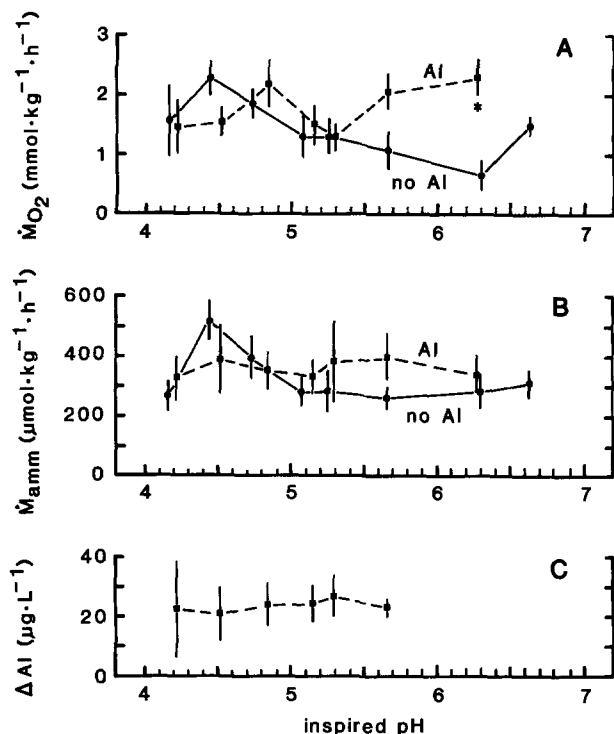 A
3
2
1
0
ṀO₂ (mmol·kg⁻¹·h⁻¹)
Al
*
no Al
4 5 6 7
B
600
400
200
0
Ṁamm (μmol·kg⁻¹·h⁻¹)
Al
no Al
4 5 6 7
C
40
20
0
Δ Al (μg·L⁻¹)
4 5 6 7
inspired pH